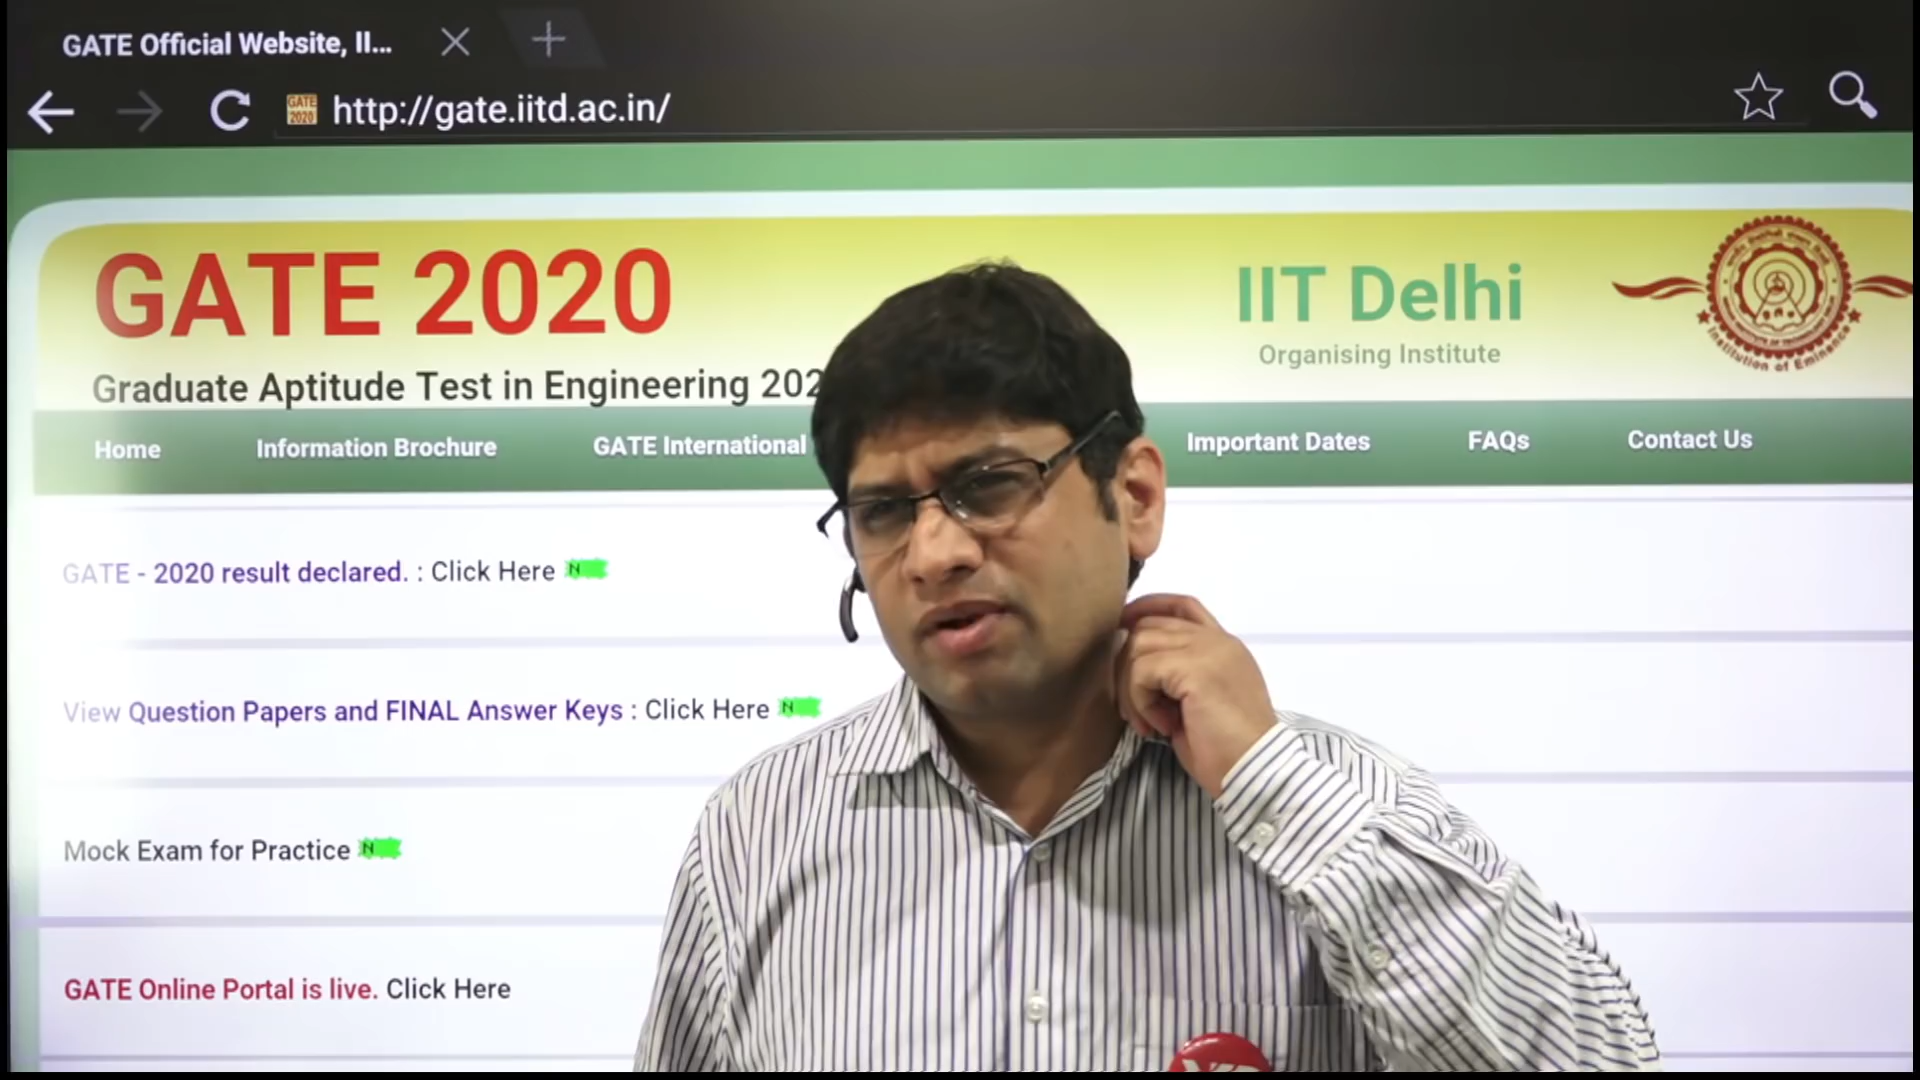 GATE Official Website, II...
http://gate.iitd.ac.in/
GATE 2020
Graduate Aptitude Test in Engineering 202
IIT Delhi
Organising Institute
Institution of Eminence
Home Information Brochure GATE International Important Dates FAQs Contact Us
GATE - 2020 result declared. : Click Here N
View Question Papers and FINAL Answer Keys : Click Here N
Mock Exam for Practice N
GATE Online Portal is live. Click Here